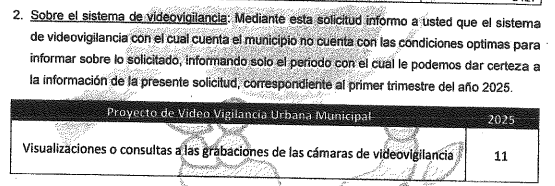 2. Sobre el sistema de videovigilancia: Mediante esta solicitud informo a usted que el sistema
de videovigilancia con el cual cuenta el municipio no cuenta con las condiciones optimas para
informar sobre lo solicitado, informando solo el periodo con el cual le podemos dar certeza a
la información de la presente solicitud, correspondiente al primer trimestre del año 2025.
Proyecto de Video Vigilancia Urbana Municipal 2025
Visualizaciones o consultas a las grabaciones de las cámaras de videovigilancia 11